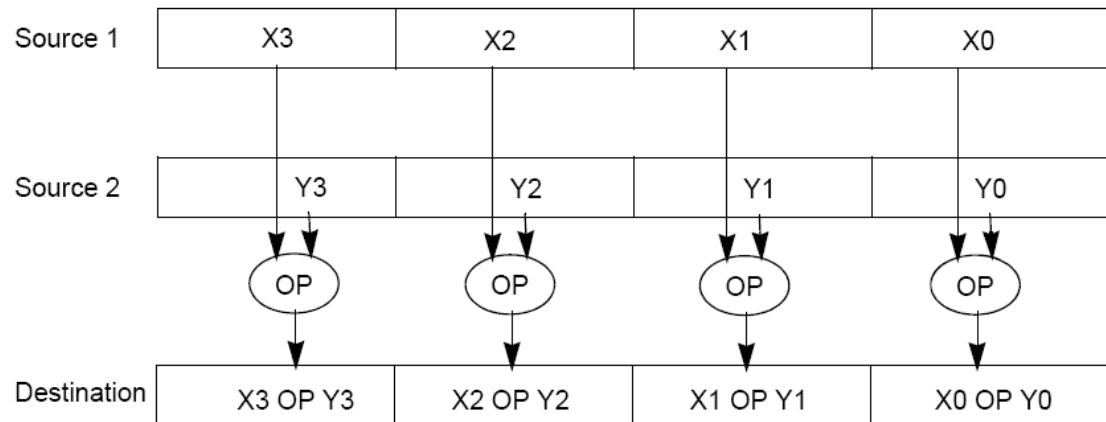 Source 1 X3 X2 X1 X0
Source 2 Y3 Y2 Y1 Y0
OP OP OP OP
Destination X3 OP Y3 X2 OP Y2 X1 OP Y1 X0 OP Y0